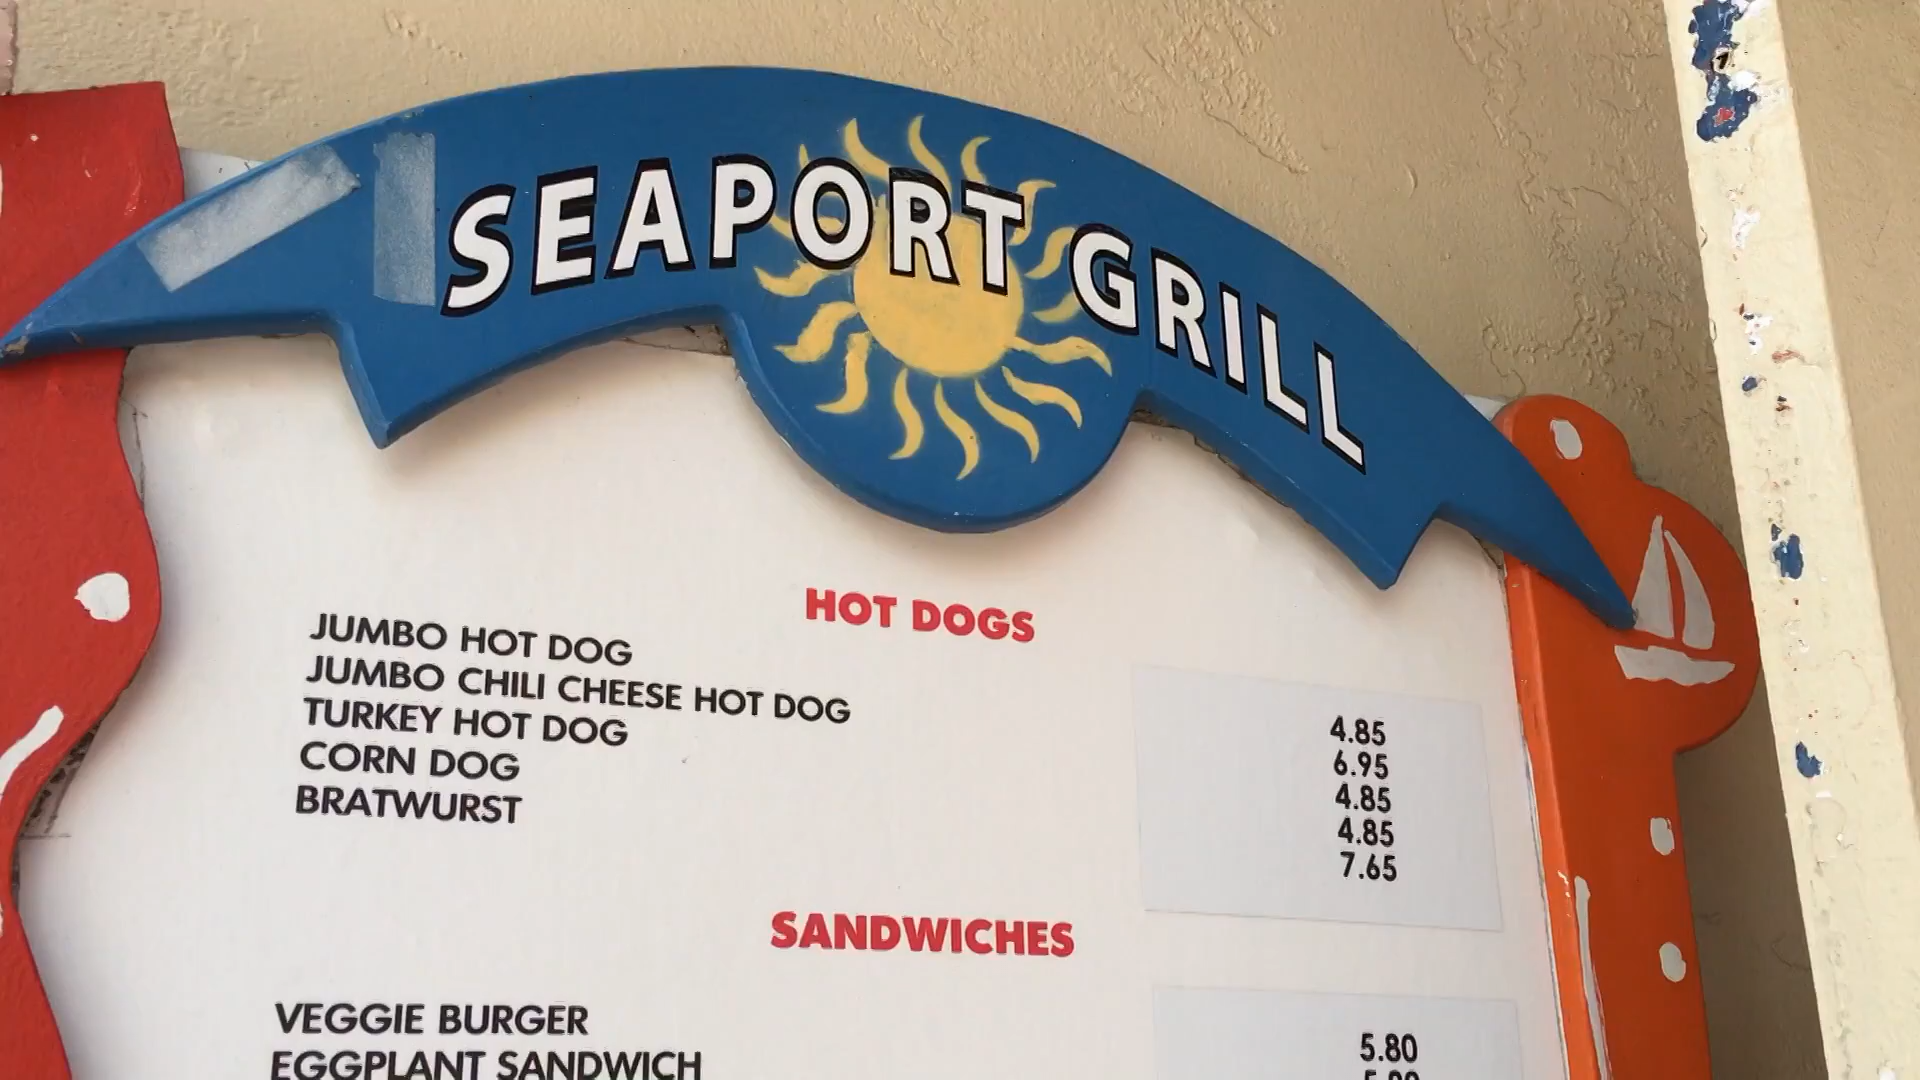 SEAPORT GRILL
HOT DOGS
JUMBO HOT DOG 4.85
JUMBO CHILI CHEESE HOT DOG 6.95
TURKEY HOT DOG 4.85
CORN DOG 4.85
BRATWURST 7.65
SANDWICHES
VEGGIE BURGER 5.80
EGGPLANT SANDWICH